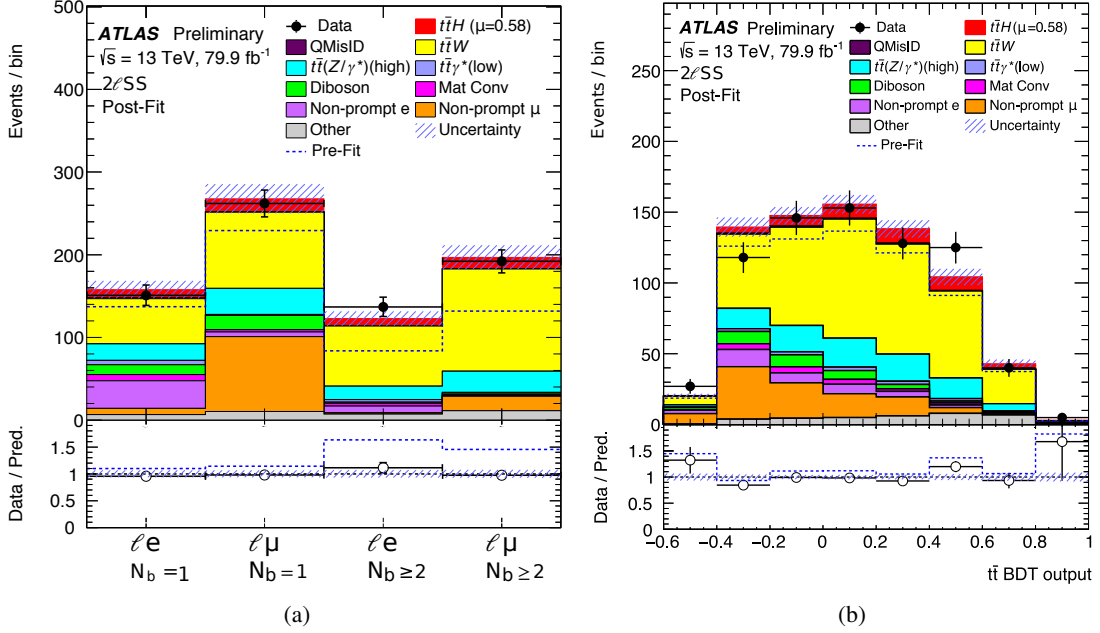 500
400
300
200
100
0
Events / bin
ATLAS Preliminary
√s = 13 TeV, 79.9 fb⁻¹
2ℓSS
Post-Fit
Data
tt̄H (μ=0.58)
QMisID
tt̄W
tt̄(Z/γ*)(high)
tt̄γ*(low)
Diboson
Mat Conv
Non-prompt e
Non-prompt μ
Other
Uncertainty
Pre-Fit
Data / Pred.
1.5
1
0.5
0
ℓe ℓμ ℓe ℓμ
N_b=1 N_b=1 N_b≥2 N_b≥2
(a)
300
250
200
150
100
50
0
Events / bin
ATLAS Preliminary
√s = 13 TeV, 79.9 fb⁻¹
2ℓSS
Post-Fit
Data
tt̄H (μ=0.58)
QMisID
tt̄W
tt̄(Z/γ*)(high)
tt̄γ*(low)
Diboson
Mat Conv
Non-prompt e
Non-prompt μ
Other
Uncertainty
Pre-Fit
Data / Pred.
1.5
1
0.5
0
−0.6 −0.4 −0.2 0 0.2 0.4 0.6 0.8 1
tt̄ BDT output
(b)